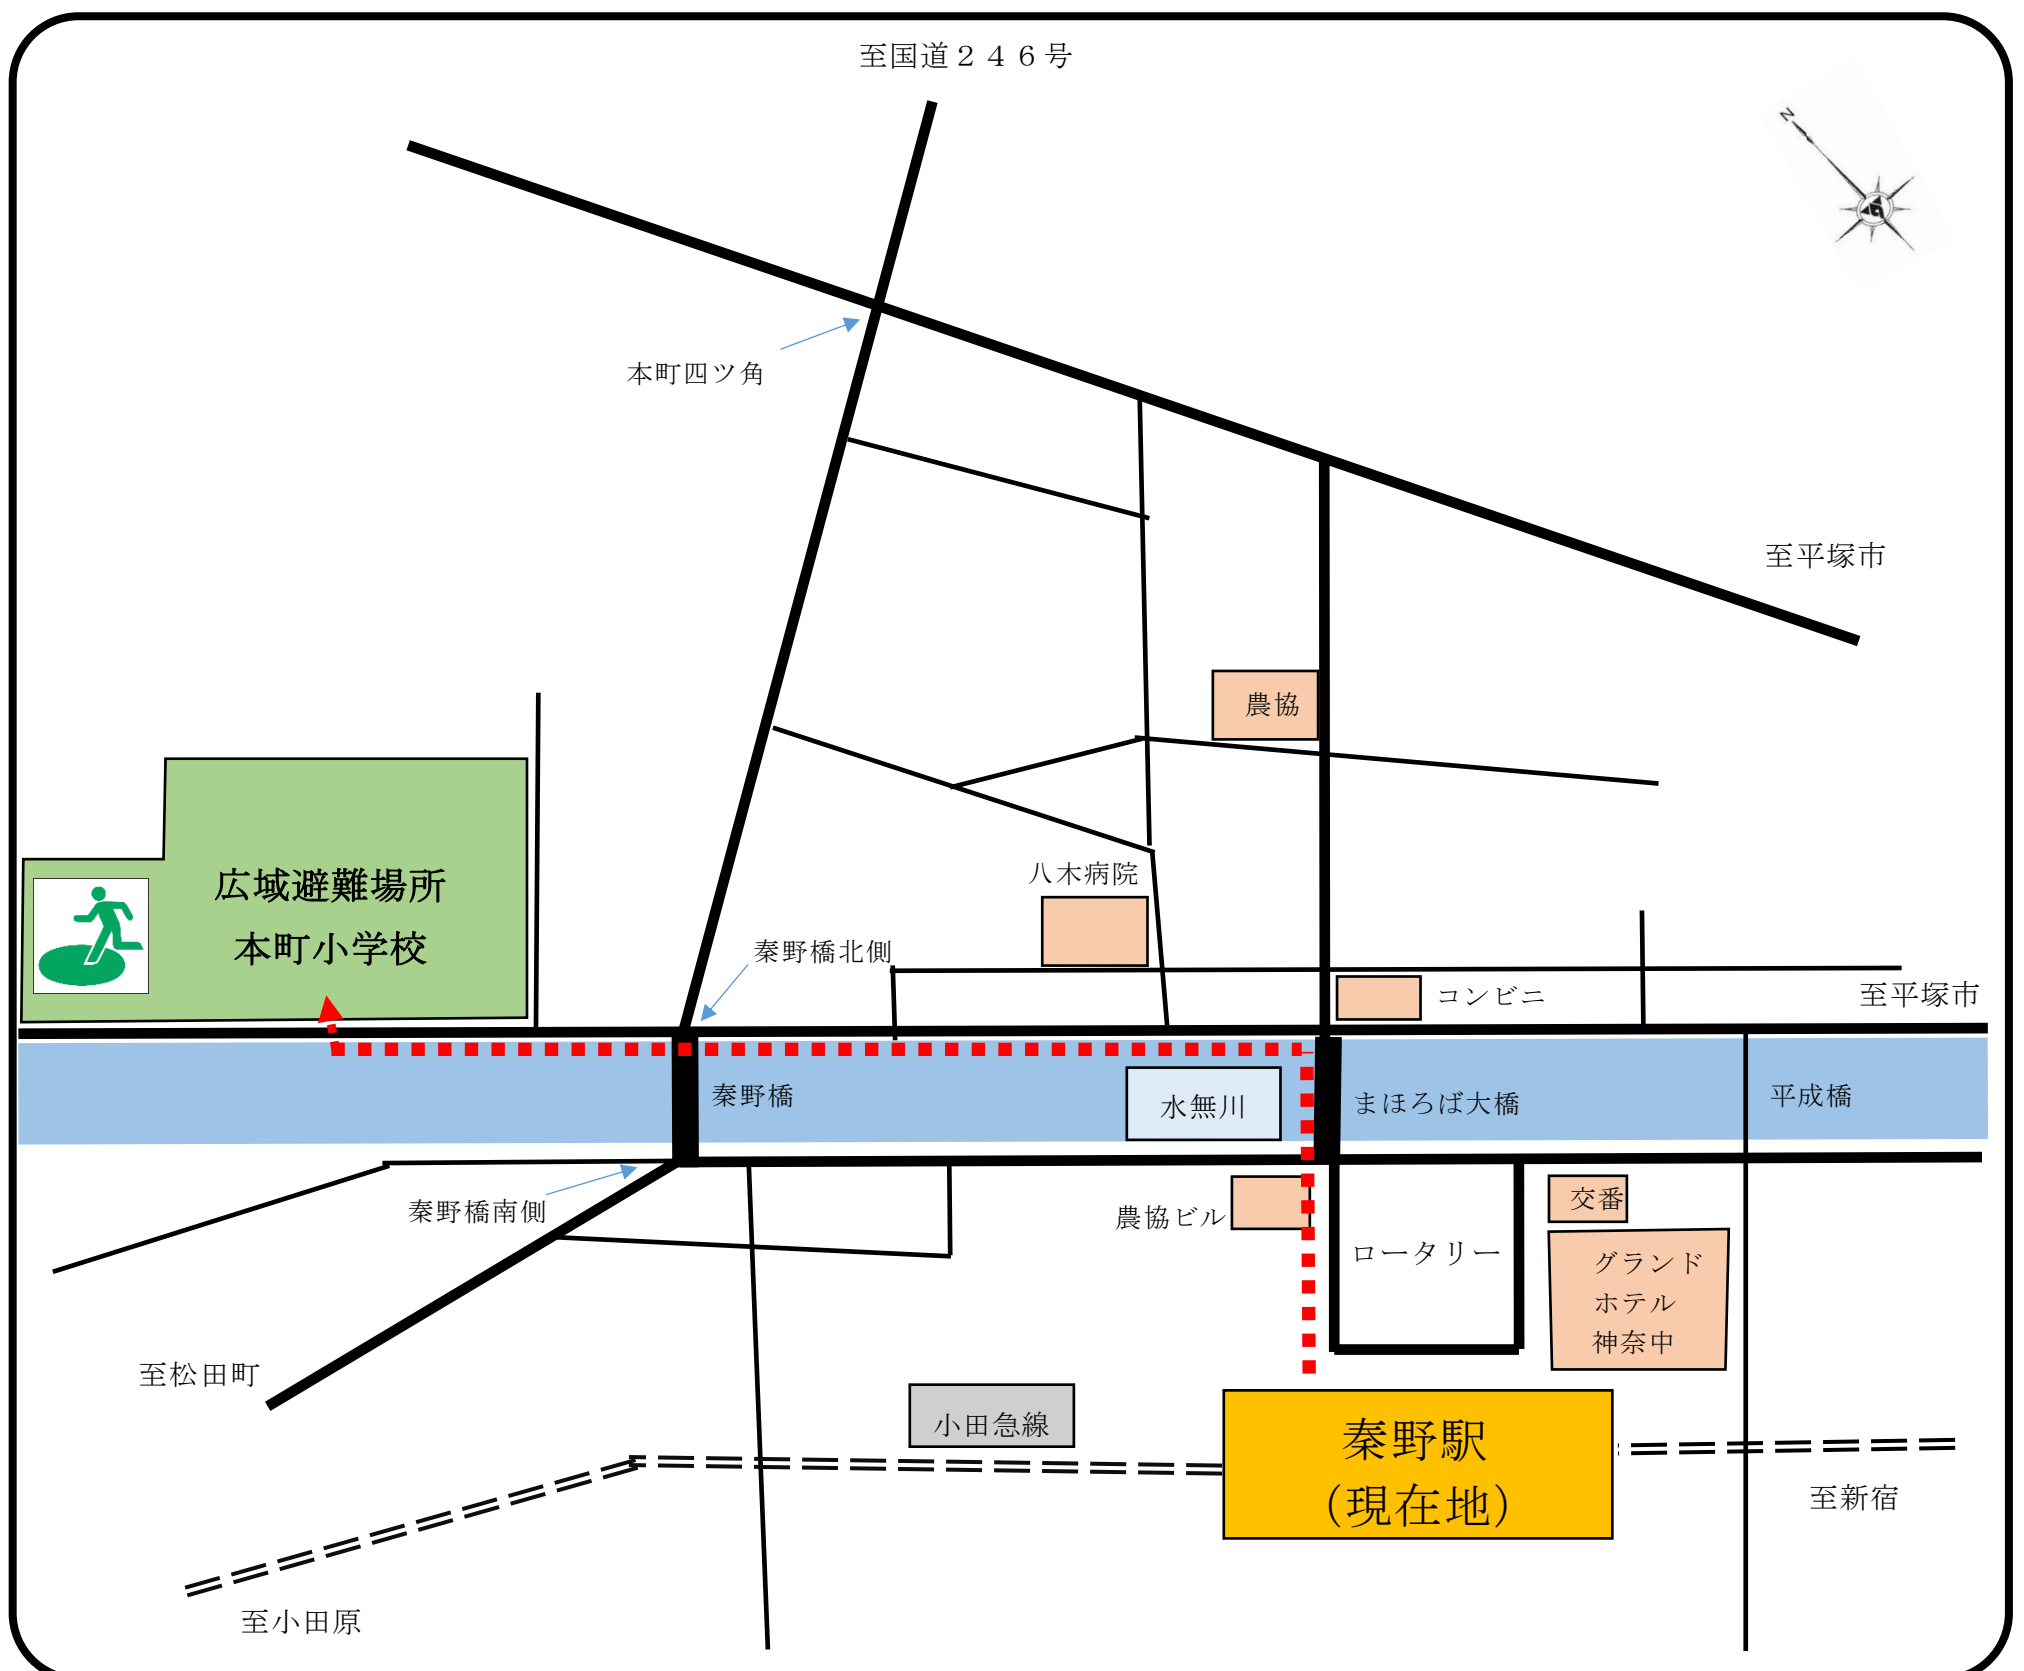 至国道２４６号
N
本町四ツ角
至平塚市
農協
八木病院
広域避難場所
本町小学校
秦野橋北側
コンビニ
至平塚市
秦野橋
水無川
まほろば大橋
平成橋
秦野橋南側
農協ビル
交番
ロータリー
グランド
ホテル
神奈中
至松田町
小田急線
秦野駅
（現在地）
至新宿
至小田原